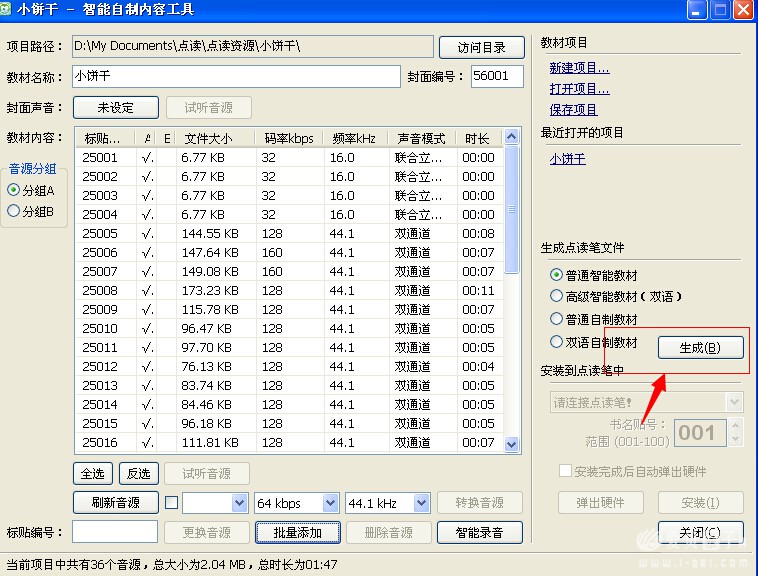 小饼干 - 智能自制内容工具
项目路径： D:\My Documents\点读\点读资源\小饼干\ 访问目录
教材名称： 小饼干 封面编号： 56001
封面声音： 未设定 试听音源
教材内容：
音源分组
分组A
分组B
标贴... A E 文件大小 码率kbps 频率kHz 声音模式 时长
25001 √. 6.77 KB 32 16.0 联合立... 00:00
25002 √. 6.77 KB 32 16.0 联合立... 00:00
25003 √. 6.77 KB 32 16.0 联合立... 00:00
25004 √. 6.77 KB 32 16.0 联合立... 00:00
25005 √. 144.55 KB 128 44.1 双通道 00:08
25006 √. 147.64 KB 160 44.1 双通道 00:07
25007 √. 149.08 KB 160 44.1 双通道 00:07
25008 √. 173.23 KB 128 44.1 双通道 00:11
25009 √. 115.78 KB 128 44.1 双通道 00:07
25010 √. 96.47 KB 128 44.1 双通道 00:05
25011 √. 97.70 KB 128 44.1 双通道 00:05
25012 √. 76.13 KB 128 44.1 双通道 00:04
25013 √. 83.74 KB 128 44.1 双通道 00:05
25014 √. 84.46 KB 128 44.1 双通道 00:05
25015 √. 96.18 KB 128 44.1 双通道 00:05
25016 √. 111.81 KB 128 44.1 双通道 00:07
全选 反选 试听音源
刷新音源 64 kbps 44.1 kHz 转换音源
标贴编号： 更换音源 批量添加 删除音源 智能录音
教材项目
新建项目...
打开项目...
保存项目
最近打开的项目
小饼干
生成点读笔文件
普通智能教材
高级智能教材（双语）
普通自制教材
双语自制教材
生成(B)
安装到点读笔中
请连接点读笔!
书名贴号：
范围 (001-100) 001
安装完成后自动弹出硬件
弹出硬件 安装(I)
关闭(C)
当前项目中共有36个音源，总大小为2.04 MB，总时长为01:47